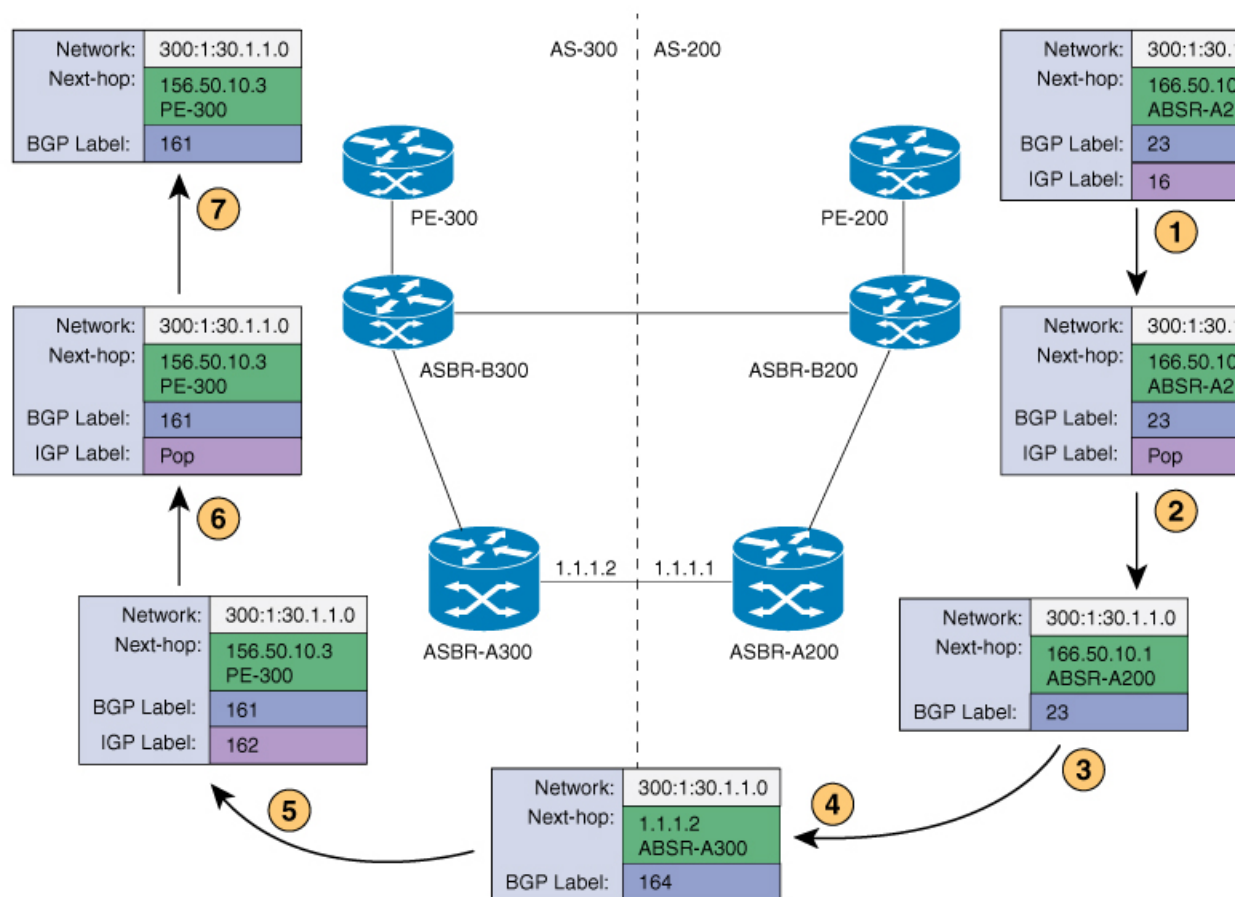 AS-300
AS-200
Network: 300:1:30.1.1.0
Next-hop: 156.50.10.3
PE-300
BGP Label: 161
7
Network: 300:1:30.1.1.0
Next-hop: 156.50.10.3
PE-300
BGP Label: 161
IGP Label: Pop
6
Network: 300:1:30.1.1.0
Next-hop: 156.50.10.3
PE-300
BGP Label: 161
IGP Label: 162
5
PE-300
PE-200
ASBR-B300
ASBR-B200
1.1.1.2
1.1.1.1
ASBR-A300
ASBR-A200
Network: 300:1:30.1.1.0
Next-hop: 1.1.1.2
ABSR-A300
BGP Label: 164
4
Network: 300:1:30.1
Next-hop: 166.50.10
ABSR-A2
BGP Label: 23
IGP Label: 16
1
Network: 300:1:30.1
Next-hop: 166.50.10
ABSR-A2
BGP Label: 23
IGP Label: Pop
2
Network: 300:1:30.1.1.0
Next-hop: 166.50.10.1
ABSR-A200
BGP Label: 23
3